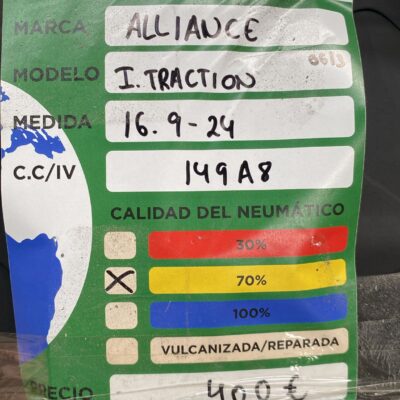 MARCA ALLIANCE
MODELO I. TRACTION
MEDIDA 16.9-24
C.C/IV 149A8
CALIDAD DEL NEUMÁTICO
30%
70%
100%
VULCANIZADA/REPARADA
PRECIO 400 €